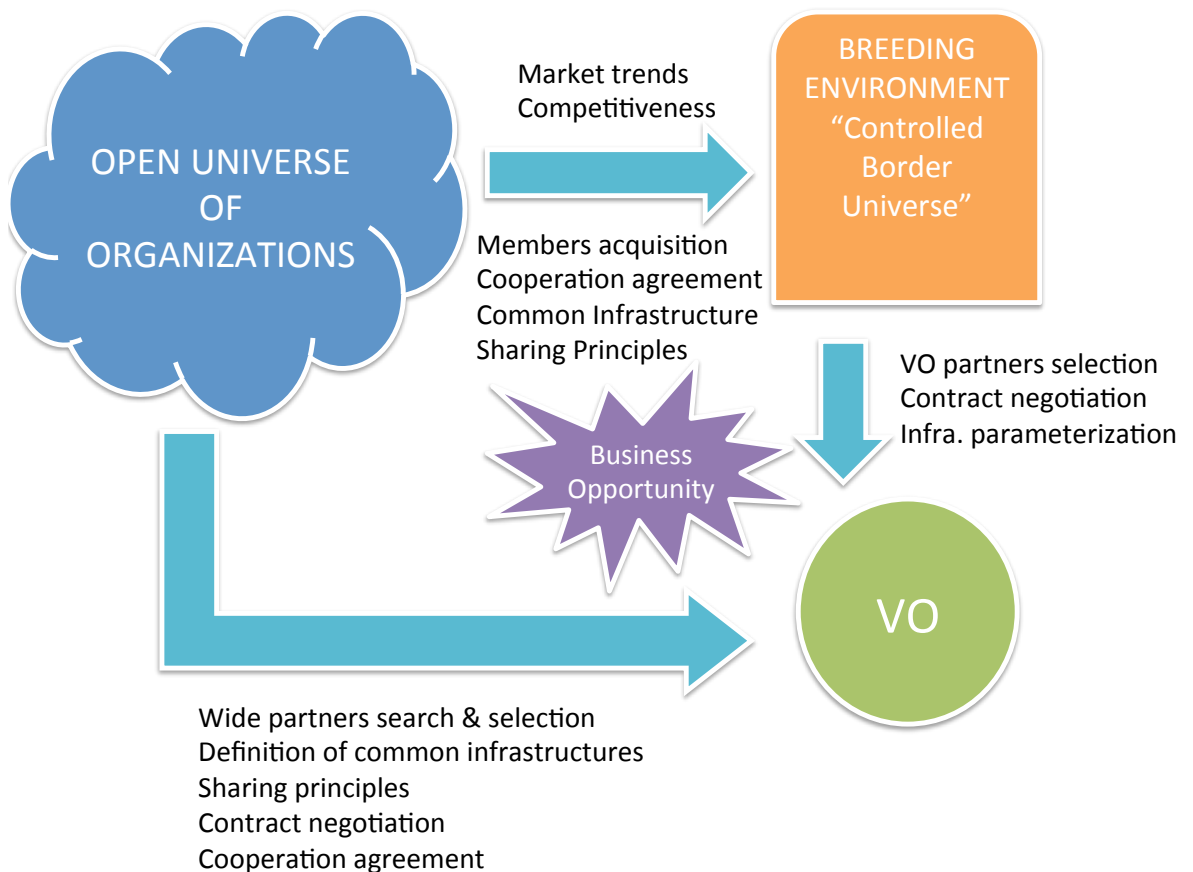 OPEN UNIVERSE
OF
ORGANIZATIONS
Market trends
Competitiveness
BREEDING
ENVIRONMENT
“Controlled
Border
Universe”
Members acquisition
Cooperation agreement
Common Infrastructure
Sharing Principles
VO partners selection
Contract negotiation
Infra. parameterization
Business
Opportunity
VO
Wide partners search & selection
Definition of common infrastructures
Sharing principles
Contract negotiation
Cooperation agreement